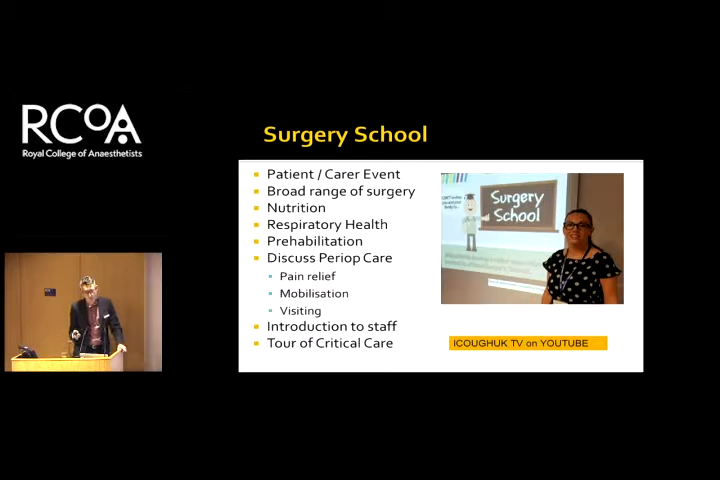 RCOA
Royal College of Anaesthetists
Surgery School
Patient / Carer Event
Broad range of surgery
Nutrition
Respiratory Health
Prehabilitation
Discuss Periop Care
Pain relief
Mobilisation
Visiting
Introduction to staff
Tour of Critical Care
Surgery
School
ICOUGHUK TV on YOUTUBE